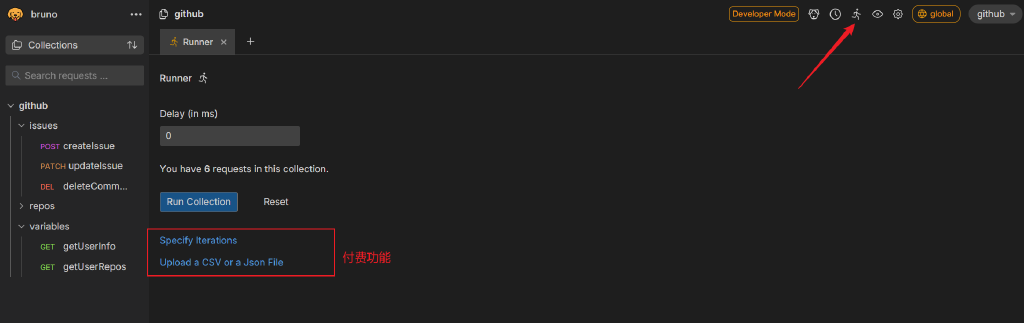 bruno
github
Developer Mode
global
github
Collections
Runner
Search requests ...
Runner
github
Delay (in ms)
issues
0
POST createIssue
PATCH updateIssue
You have 6 requests in this collection.
DEL deleteComm...
repos
Run Collection
Reset
variables
GET getUserInfo
Specify Iterations
GET getUserRepos
Upload a CSV or a Json File
付费功能